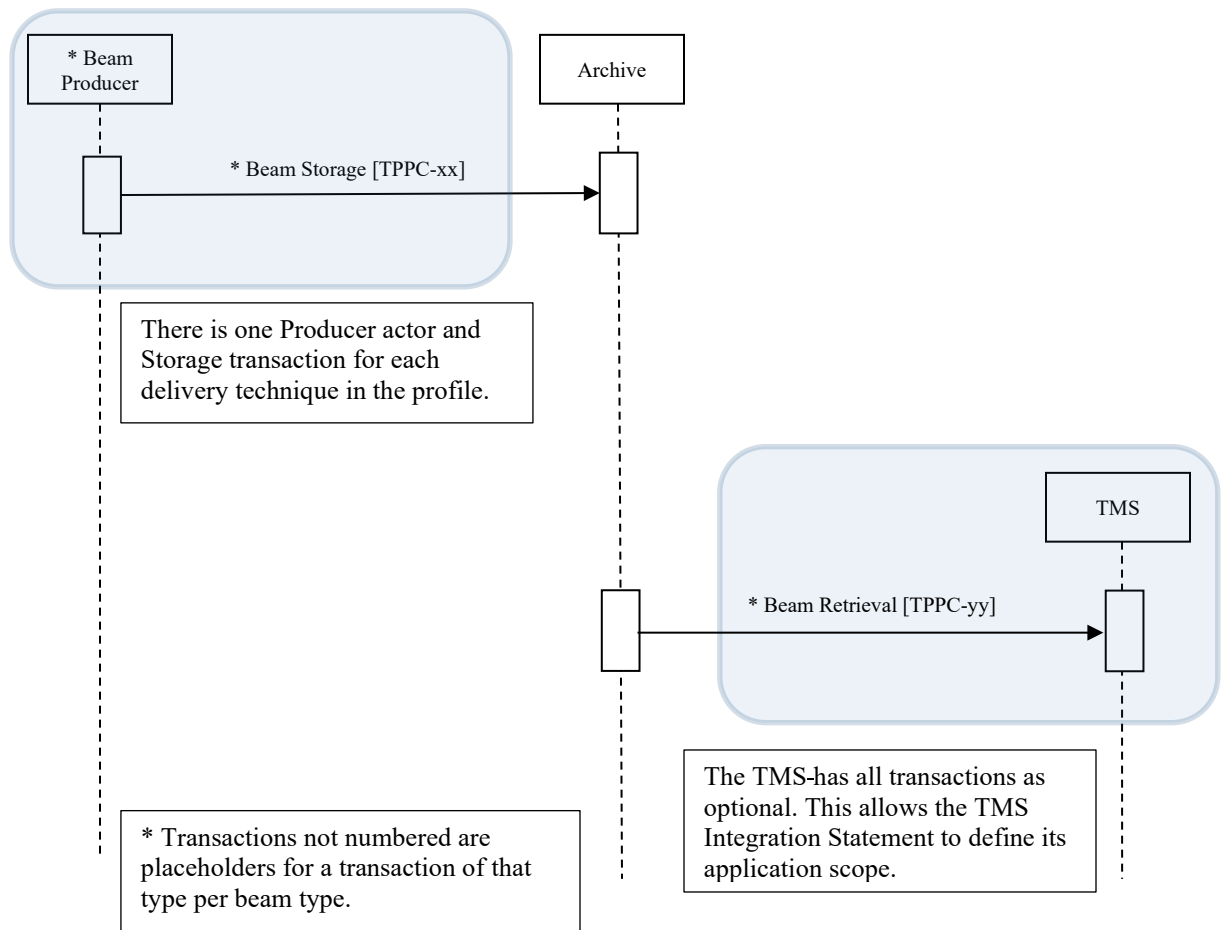 * Beam
Producer
Archive
* Beam Storage [TPPC-xx]
There is one Producer actor and
Storage transaction for each
delivery technique in the profile.
TMS
* Beam Retrieval [TPPC-yy]
The TMS-has all transactions as
optional. This allows the TMS
Integration Statement to define its
application scope.
* Transactions not numbered are
placeholders for a transaction of that
type per beam type.